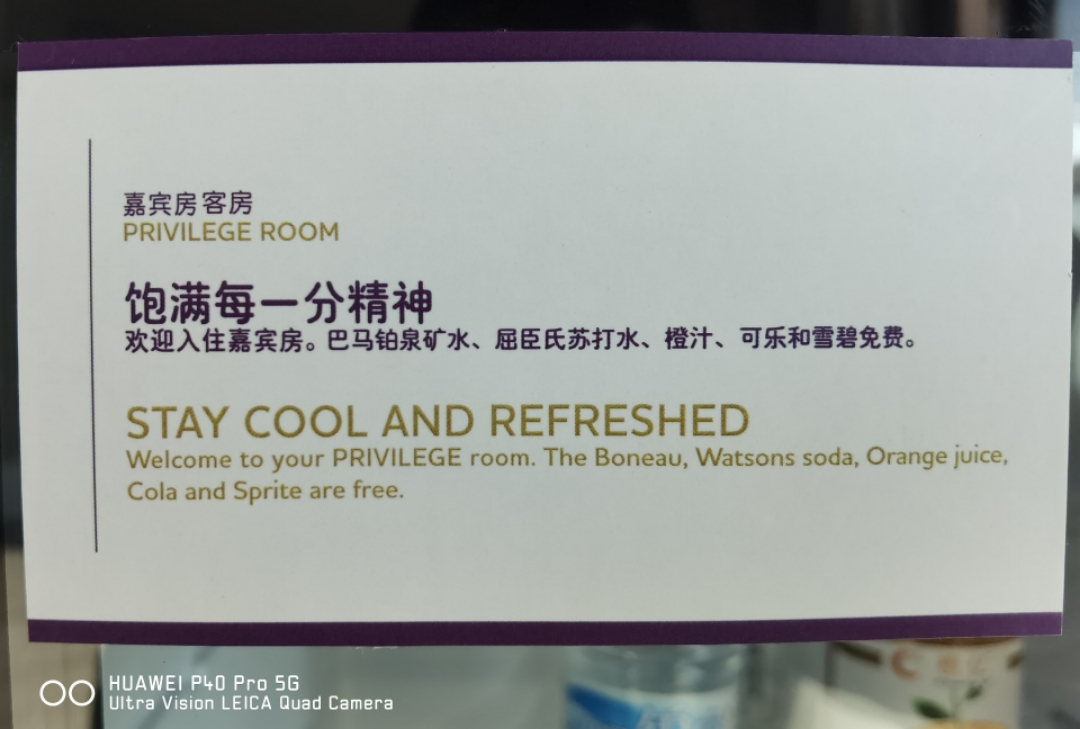 嘉宾房客房
PRIVILEGE ROOM
饱满每一分精神
欢迎入住嘉宾房。巴马铂泉矿水、屈臣氏苏打水、橙汁、可乐和雪碧免费。
STAY COOL AND REFRESHED
Welcome to your PRIVILEGE room. The Boneau, Watsons soda, Orange juice,
Cola and Sprite are free.
HUAWEI P40 Pro 5G
Ultra Vision LEICA Quad Camera